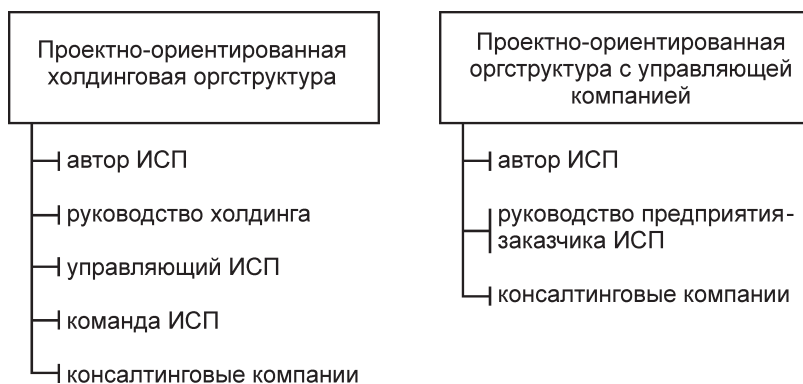 Проектно-ориентированная
холдинговая оргструктура
автор ИСП
руководство холдинга
управляющий ИСП
команда ИСП
консалтинговые компании
Проектно-ориентированная
оргструктура с управляющей
компанией
автор ИСП
руководство предприятия-
заказчика ИСП
консалтинговые компании